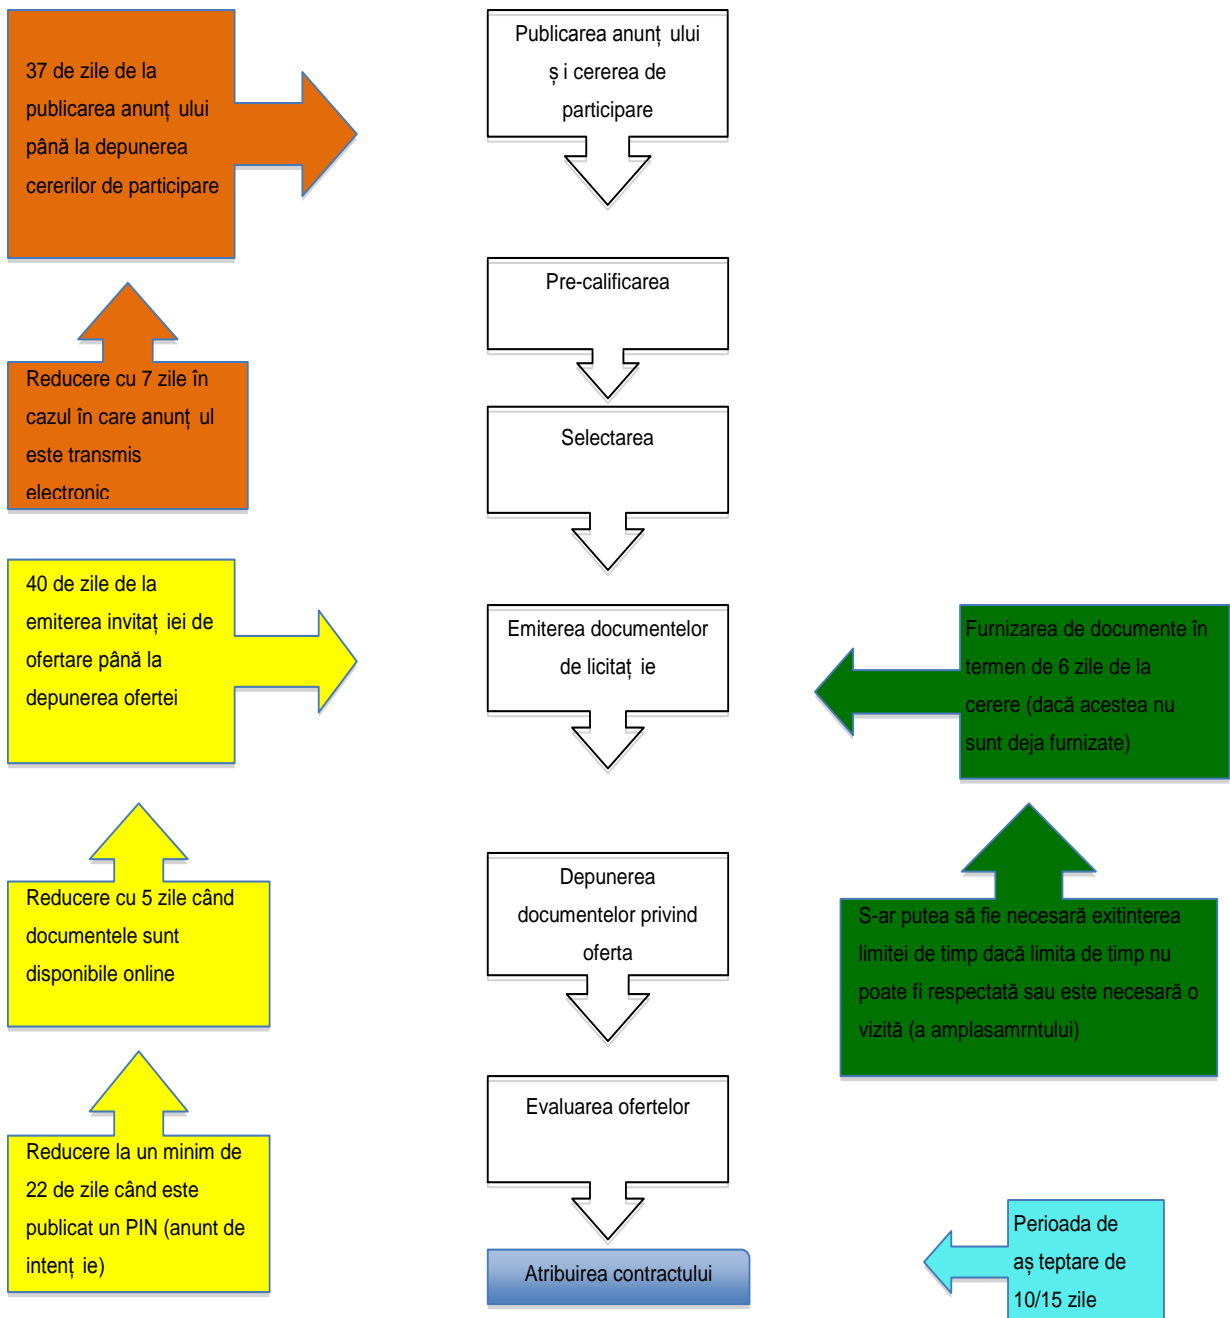 37 de zile de la
publicarea anunț ului
până la depunerea
cererilor de participare
Publicarea anunț ului
ș i cererea de
participare
Pre-calificarea
Reducere cu 7 zile în
cazul în care anunț ul
este transmis
electronic
Selectarea
40 de zile de la
emiterea invitaț iei de
ofertare până la
depunerea ofertei
Emiterea documentelor
de licitaț ie
Furnizarea de documente în
termen de 6 zile de la
cerere (dacă acestea nu
sunt deja furnizate)
Reducere cu 5 zile când
documentele sunt
disponibile online
Depunerea
documentelor privind
oferta
S-ar putea să fie necesară exitinterea
limitei de timp dacă limita de timp nu
poate fi respectată sau este necesară o
vizită (a amplasamrntului)
Reducere la un minim de
22 de zile când este
publicat un PIN (anunt de
intenț ie)
Evaluarea ofertelor
Atribuirea contractului
Perioada de
aș teptare de
10/15 zile